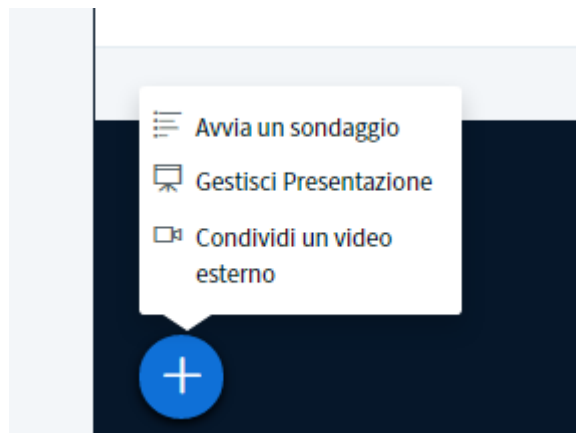 Avvia un sondaggio
Gestisci Presentazione
Condividi un video
esterno